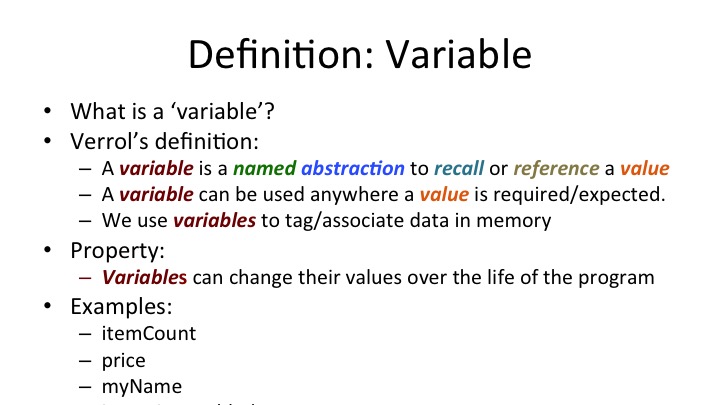 Definition: Variable
• What is a ‘variable’?
• Verrol’s definition:
– A variable is a named abstraction to recall or reference a value
– A variable can be used anywhere a value is required/expected.
– We use variables to tag/associate data in memory
• Property:
– Variables can change their values over the life of the program
• Examples:
– itemCount
– price
– myName